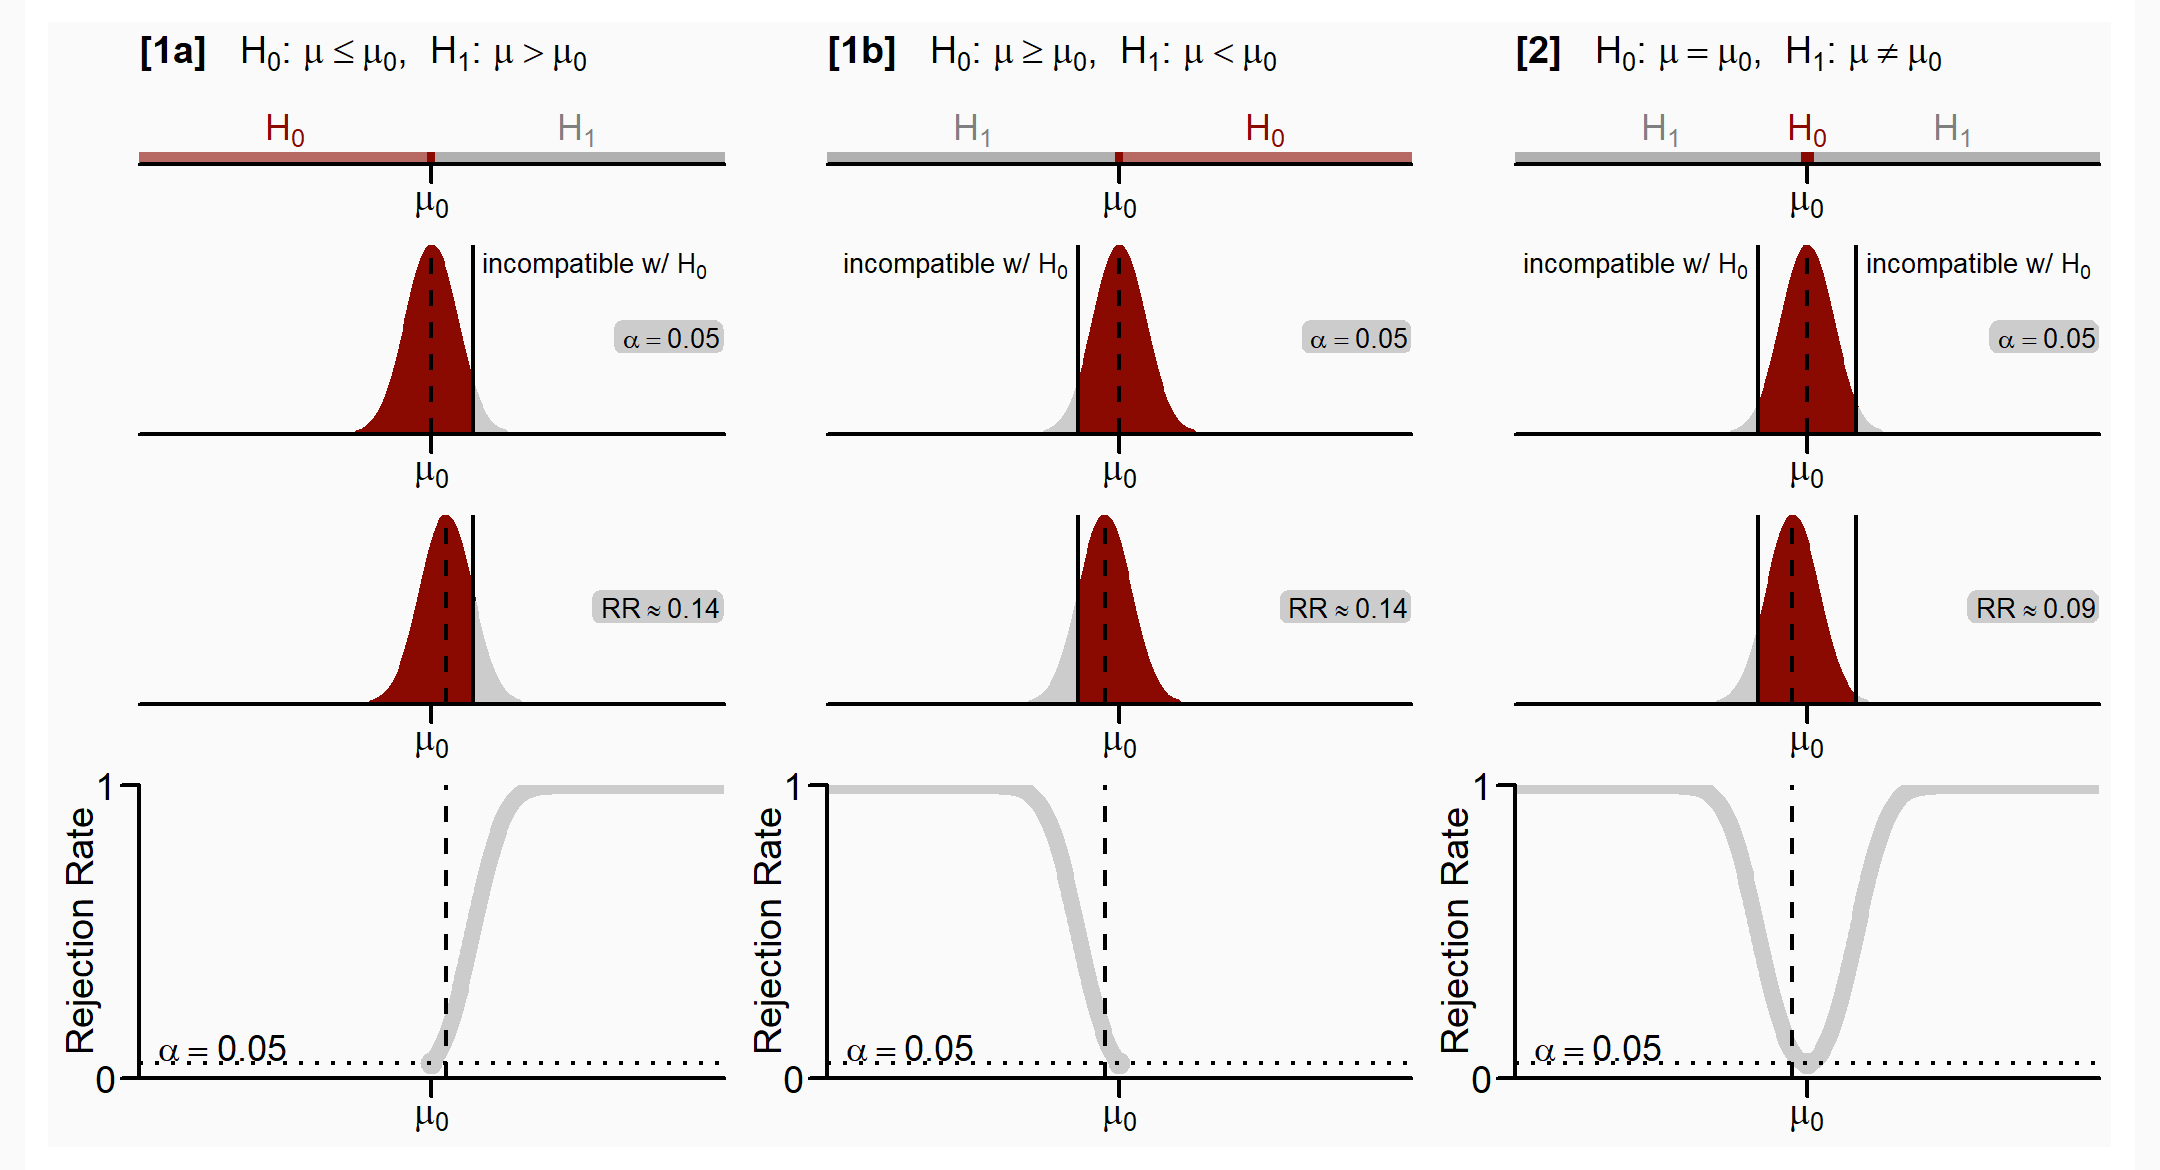 [1a] H₀: μ ≤ μ₀, H₁: μ > μ₀
H₀ H₁
μ₀
incompatible w/ H₀
α = 0.05
μ₀
RR ≈ 0.14
μ₀
Rejection Rate
1
α = 0.05
0
μ₀
[1b] H₀: μ ≥ μ₀, H₁: μ < μ₀
H₁ H₀
μ₀
incompatible w/ H₀
α = 0.05
μ₀
RR ≈ 0.14
μ₀
Rejection Rate
1
α = 0.05
0
μ₀
[2] H₀: μ = μ₀, H₁: μ ≠ μ₀
H₁ H₀ H₁
μ₀
incompatible w/ H₀ incompatible w/ H₀
α = 0.05
μ₀
RR ≈ 0.09
μ₀
Rejection Rate
1
α = 0.05
0
μ₀